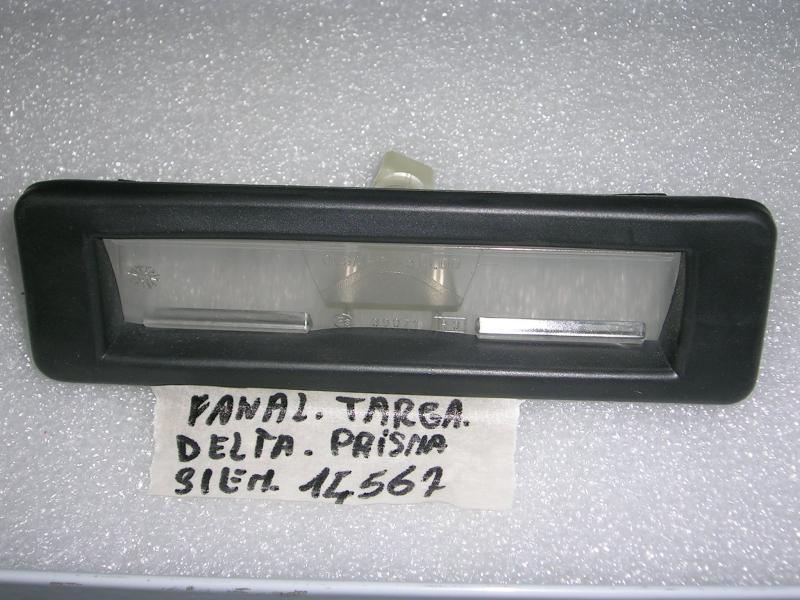 FANAL. TARGA.
DELTA. PRISMA
SIEM. 14567